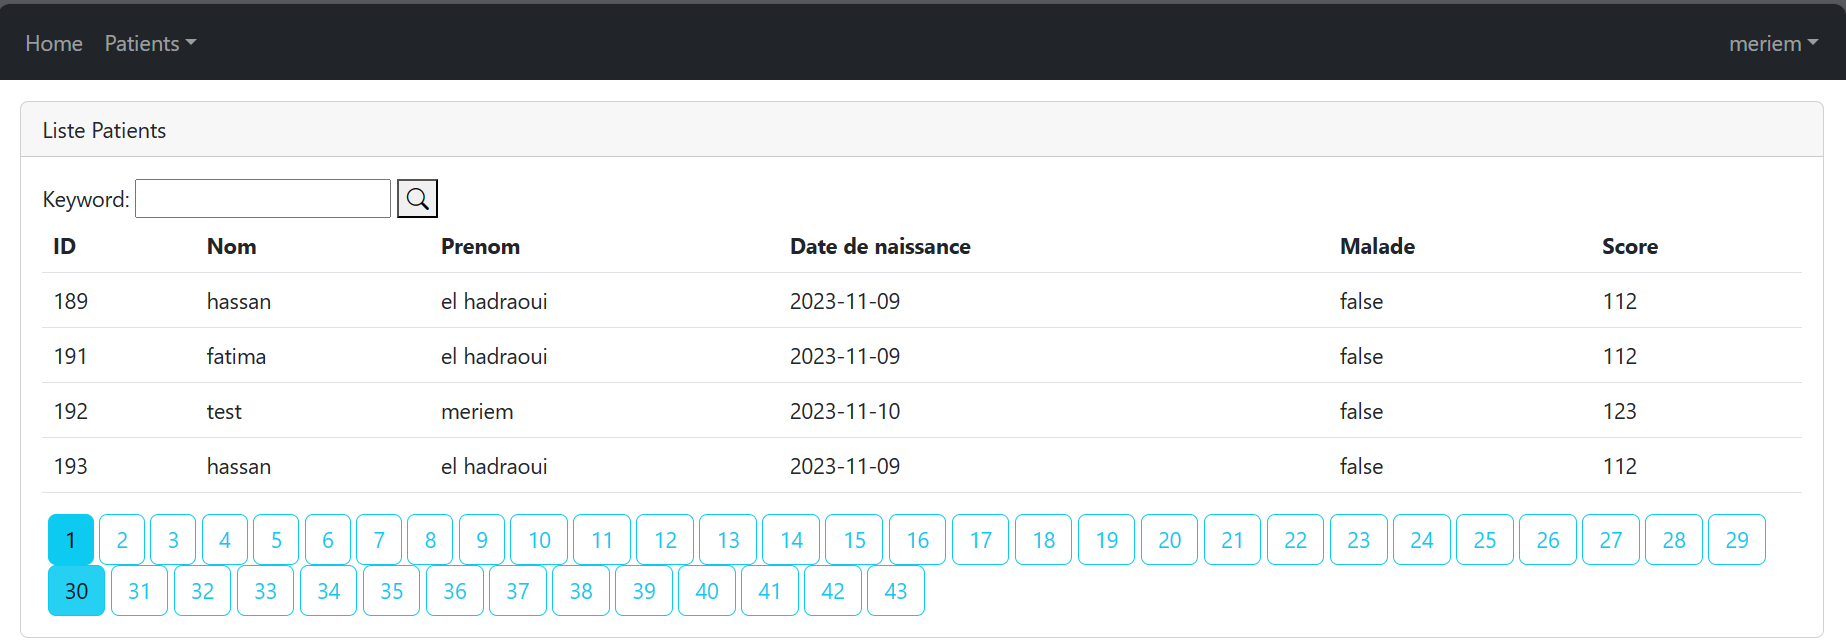 Home Patients meriem
Liste Patients
Keyword:
ID Nom Prenom Date de naissance Malade Score
189 hassan el hadraoui 2023-11-09 false 112
191 fatima el hadraoui 2023-11-09 false 112
192 test meriem 2023-11-10 false 123
193 hassan el hadraoui 2023-11-09 false 112
1 2 3 4 5 6 7 8 9 10 11 12 13 14 15 16 17 18 19 20 21 22 23 24 25 26 27 28 29
30 31 32 33 34 35 36 37 38 39 40 41 42 43